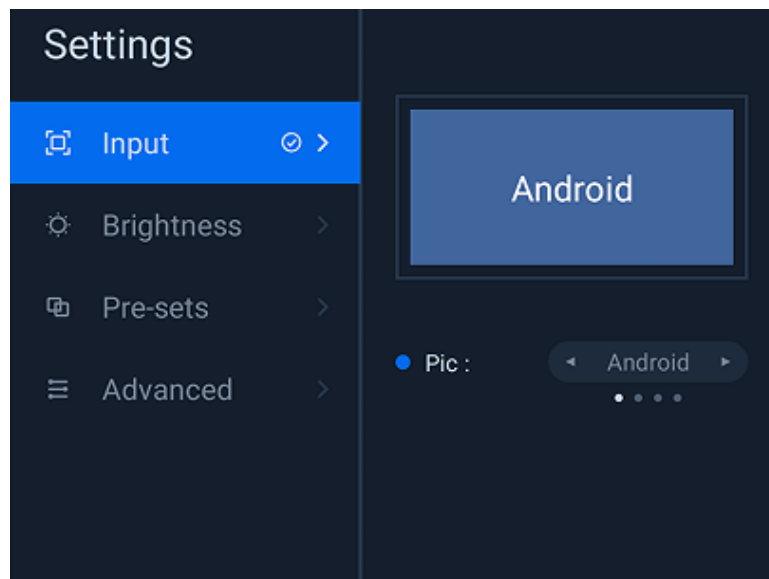 Settings
Input
Brightness
Pre-sets
Advanced
Android
Pic :
Android